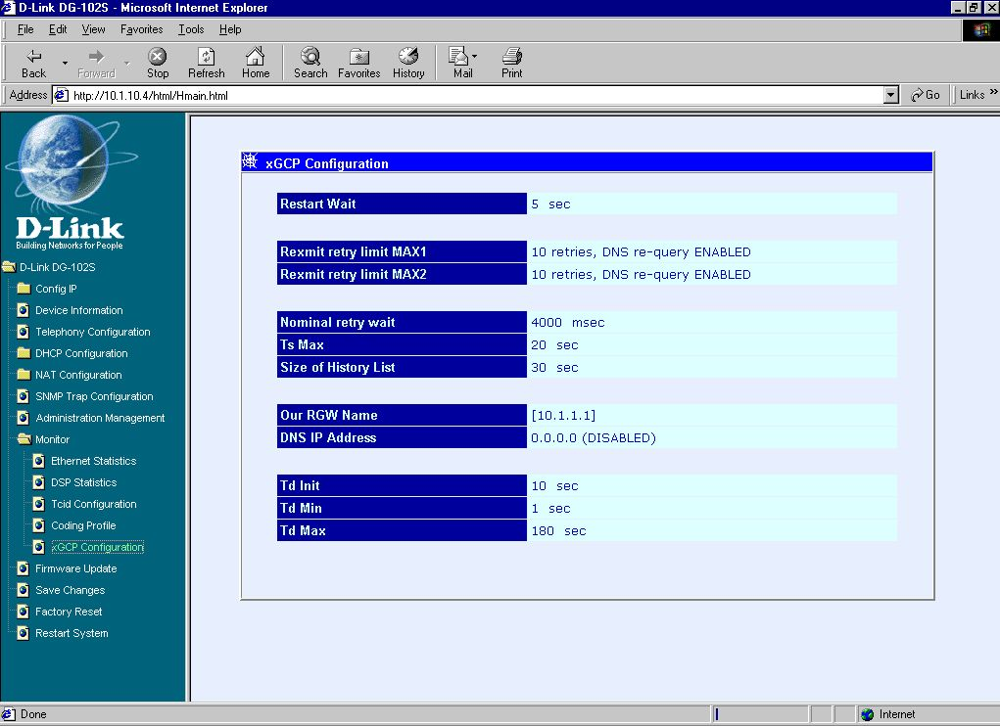 D-Link DG-102S - Microsoft Internet Explorer
File Edit View Favorites Tools Help
Back Forward Stop Refresh Home Search Favorites History Mail Print
Address http://10.1.10.4/html/Hmain.html Go Links »
D-Link
Building Networks for People
D-Link DG-102S
Config IP
Device Information
Telephony Configuration
DHCP Configuration
NAT Configuration
SNMP Trap Configuration
Administration Management
Monitor
Ethernet Statistics
DSP Statistics
Tcid Configuration
Coding Profile
xGCP Configuration
Firmware Update
Save Changes
Factory Reset
Restart System
xGCP Configuration
Restart Wait 5 sec
Rexmit retry limit MAX1 10 retries, DNS re-query ENABLED
Rexmit retry limit MAX2 10 retries, DNS re-query ENABLED
Nominal retry wait 4000 msec
Ts Max 20 sec
Size of History List 30 sec
Our RGW Name [10.1.1.1]
DNS IP Address 0.0.0.0 (DISABLED)
Td Init 10 sec
Td Min 1 sec
Td Max 180 sec
Done Internet